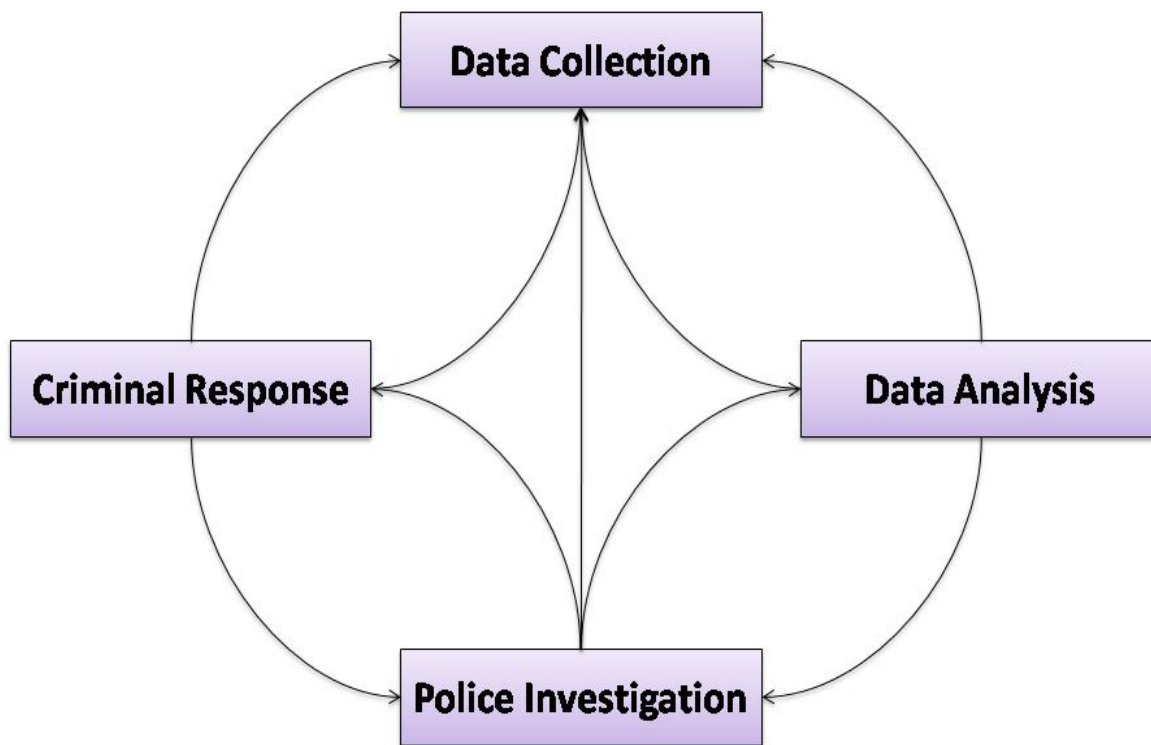 Data Collection
Criminal Response
Data Analysis
Police Investigation